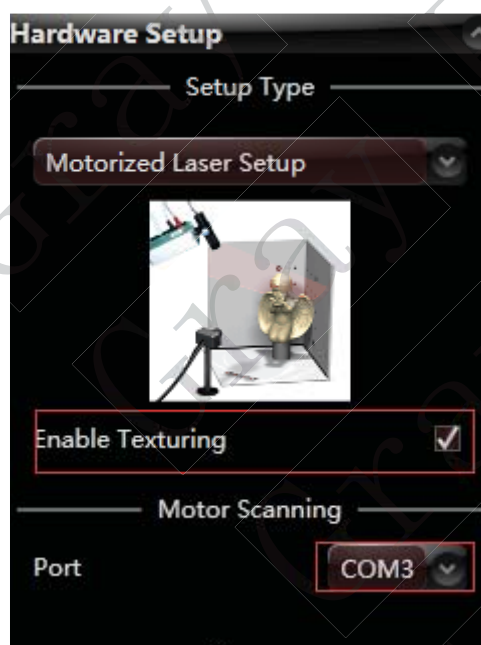 Hardware Setup
Setup Type
Motorized Laser Setup
Enable Texturing
Motor Scanning
Port COM3